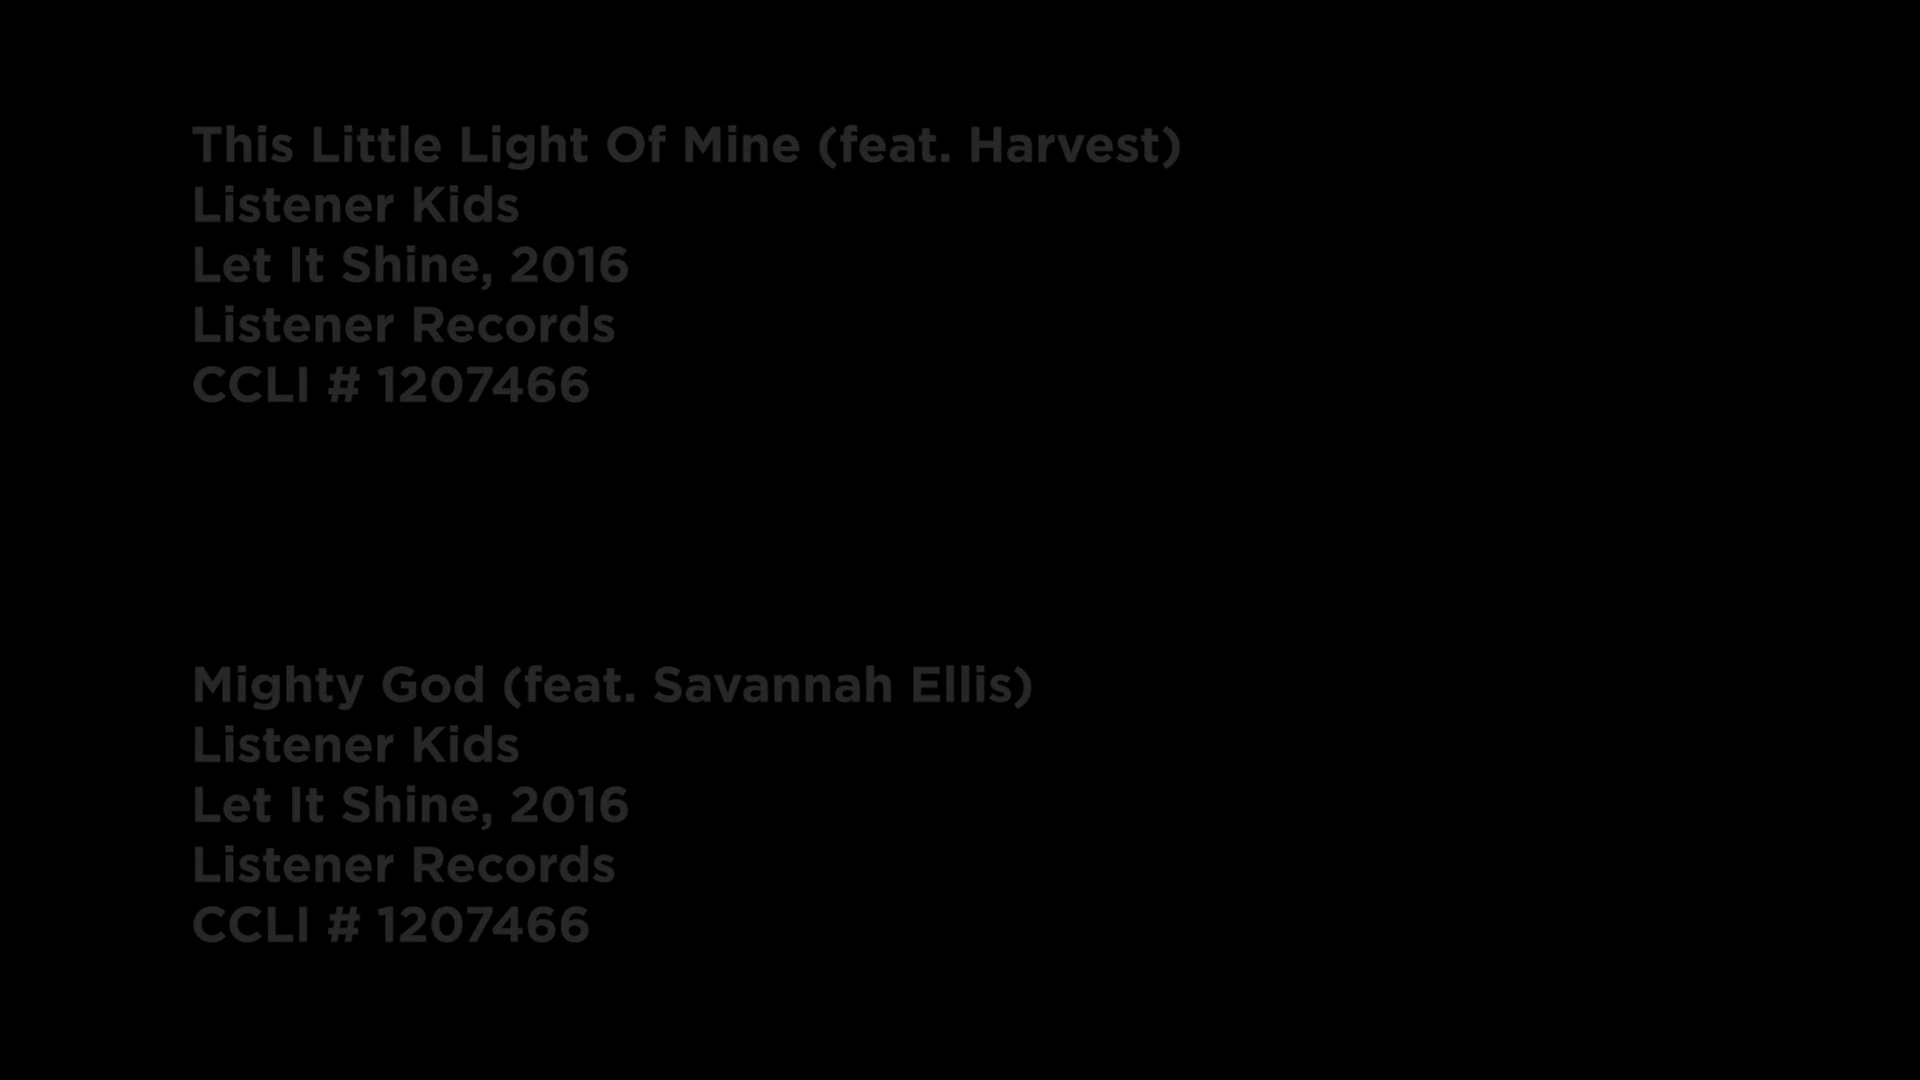 This Little Light Of Mine (feat. Harvest)
Listener Kids
Let It Shine, 2016
Listener Records
CCLI # 1207466
Mighty God (feat. Savannah Ellis)
Listener Kids
Let It Shine, 2016
Listener Records
CCLI # 1207466